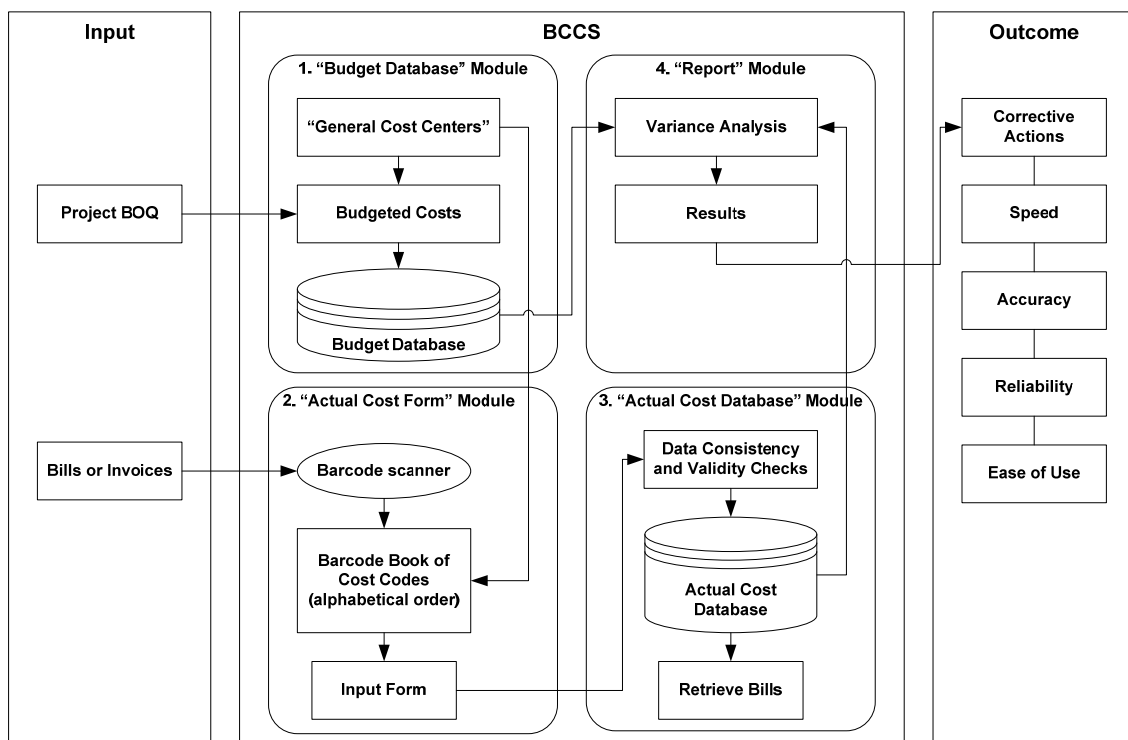 Input
Project BOQ
Bills or Invoices
BCCS
1. “Budget Database” Module
“General Cost Centers”
Budgeted Costs
Budget Database
2. “Actual Cost Form” Module
Barcode scanner
Barcode Book of
Cost Codes
(alphabetical order)
Input Form
4. “Report” Module
Variance Analysis
Results
3. “Actual Cost Database” Module
Data Consistency
and Validity Checks
Actual Cost
Database
Retrieve Bills
Outcome
Corrective
Actions
Speed
Accuracy
Reliability
Ease of Use